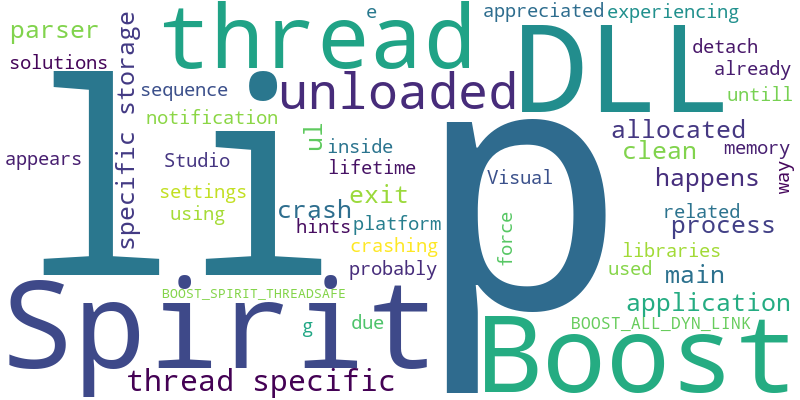 thread
e
appreciated
experiencing
parser
DLL
detach
solutions
li
unloaded
already
specific storage
sequence
untill
notification
p
ul
inside
allocated
clean
memory
appears
Studio
lifetime
Visual
happens
way
settings
exit
using
crash
hints
platform
force
related
process
crashing
libraries
probably
used
main
Spirit
BOOST_SPIRIT_THREADSAFE
application
g
due
Boost
BOOST_ALL_DYN_LINK
thread specific